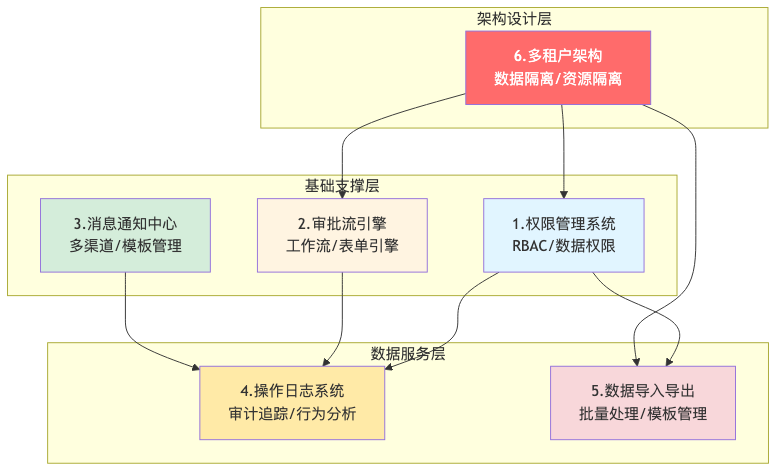 架构设计层
6.多租户架构
数据隔离/资源隔离
基础支撑层
3.消息通知中心
多渠道/模板管理
2.审批流引擎
工作流/表单引擎
1.权限管理系统
RBAC/数据权限
数据服务层
4.操作日志系统
审计追踪/行为分析
5.数据导入导出
批量处理/模板管理